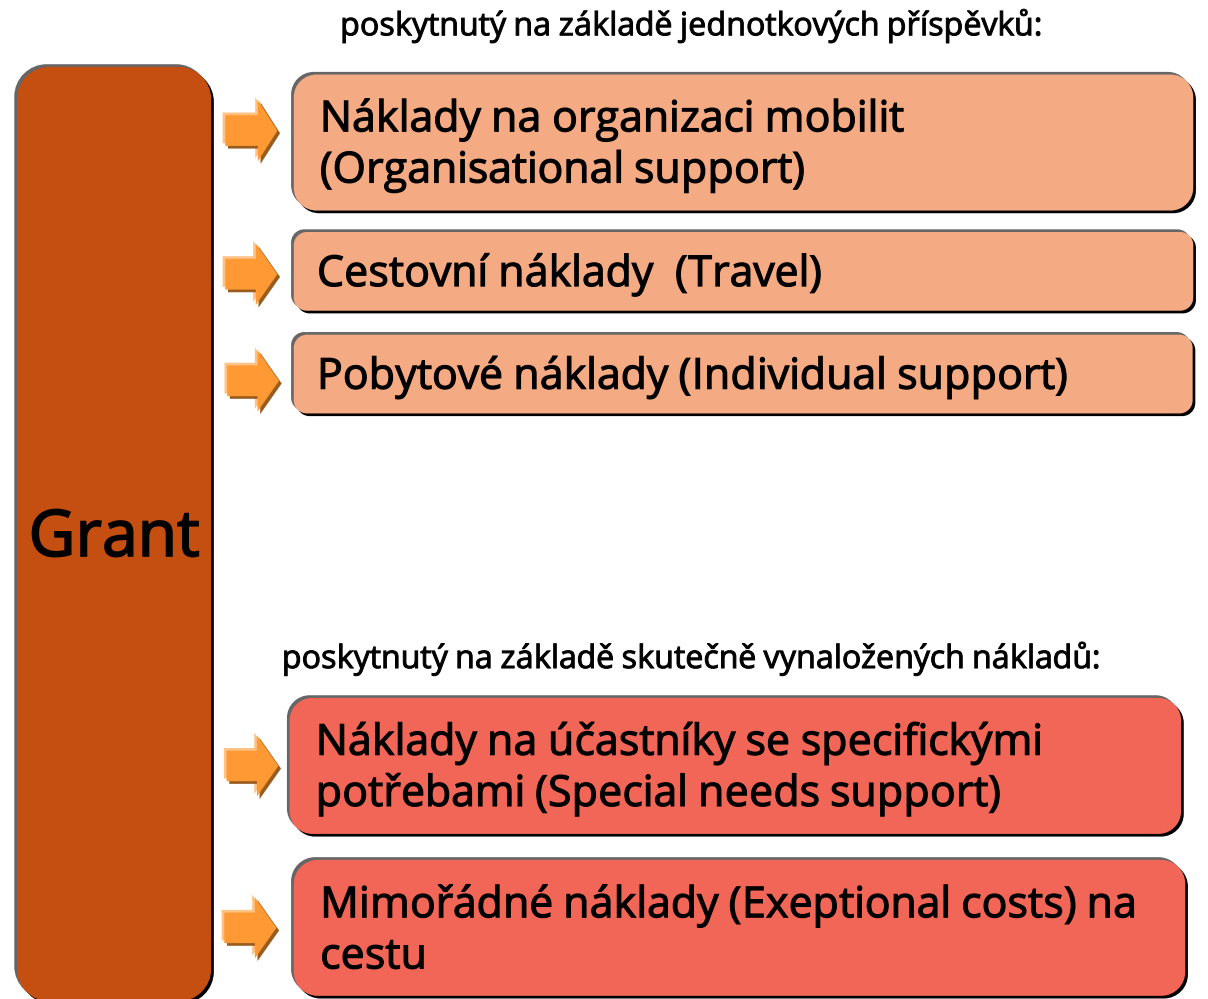 poskytnutý na základě jednotkových příspěvků:
Náklady na organizaci mobilit
(Organisational support)
Cestovní náklady (Travel)
Pobytové náklady (Individual support)
Grant
poskytnutý na základě skutečně vynaložených nákladů:
Náklady na účastníky se specifickými
potřebami (Special needs support)
Mimořádné náklady (Exeptional costs) na
cestu